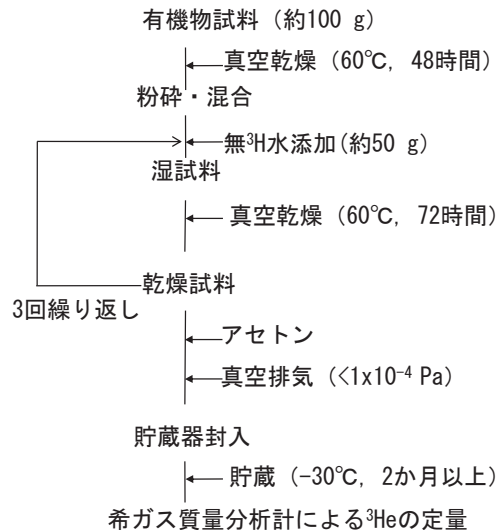 有機物試料（約100 g）
真空乾燥（60℃, 48時間）
粉砕・混合
無³H水添加(約50 g)
湿試料
真空乾燥（60℃, 72時間）
乾燥試料
3回繰り返し
アセトン
真空排気（<1x10⁻⁴ Pa）
貯蔵器封入
貯蔵（-30℃, 2か月以上）
希ガス質量分析計による³Heの定量